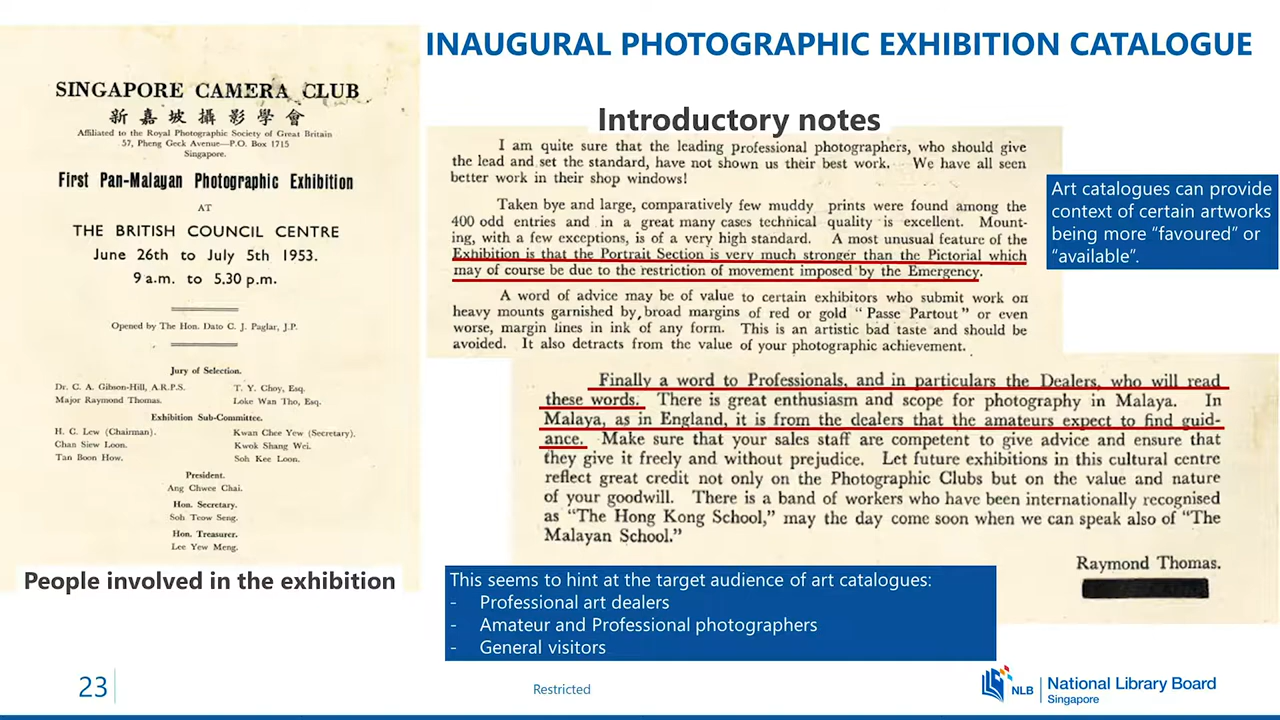 INAUGURAL PHOTOGRAPHIC EXHIBITION CATALOGUE
SINGAPORE CAMERA CLUB
新嘉坡攝影學會
Affiliated to the Royal Photographic Society of Great Britain
57, Pheng Geck Avenue—P.O. Box 1715
Singapore.
First Pan-Malayan Photographic Exhibition
AT
THE BRITISH COUNCIL CENTRE
June 26th to July 5th 1953.
9 a.m. to 5.30 p.m.
Opened by The Hon. Dato C. J. Paglar, J.P.
Jury of Selection.
Dr. C. A. Gibson-Hill, A.R.P.S. T. Y. Choy, Esq.
Major Raymond Thomas. Loke Wan Tho, Esq.
Exhibition Sub-Committee.
H. C. Lew (Chairman). Kwan Chee Yew (Secretary).
Chan Siew Loon. Kwok Shang Wei.
Tan Boon How. Soh Kee Loon.
President.
Ang Chwee Chai.
Hon. Secretary.
Soh Teow Seng.
Hon. Treasurer.
Lee Yew Meng.
People involved in the exhibition
Introductory notes
I am quite sure that the leading professional photographers, who should give
the lead and set the standard, have not shown us their best work. We have all seen
better work in their shop windows!
Taken bye and large, comparatively few muddy prints were found among the
400 odd entries and in a great many cases technical quality is excellent. Mount-
ing, with a few exceptions, is of a very high standard. A most unusual feature of the
Exhibition is that the Portrait Section is very much stronger than the Pictorial which
may of course be due to the restriction of movement imposed by the Emergency.
A word of advice may be of value to certain exhibitors who submit work on
heavy mounts garnished by, broad margins of red or gold "Passe Partout" or even
worse, margin lines in ink of any form. This is an artistic bad taste and should be
avoided. It also detracts from the value of your photographic achievement.
Art catalogues can provide
context of certain artworks
being more “favoured” or
“available”.
Finally a word to Professionals, and in particulars the Dealers, who will read
these words. There is great enthusiasm and scope for photography in Malaya. In
Malaya, as in England, it is from the dealers that the amateurs expect to find guid-
ance. Make sure that your sales staff are competent to give advice and ensure that
they give it freely and without prejudice. Let future exhibitions in this cultural centre
reflect great credit not only on the Photographic Clubs but on the value and nature
of your goodwill. There is a band of workers who have been internationally recognised
as "The Hong Kong School," may the day come soon when we can speak also of "The
Malayan School."
Raymond Thomas.
This seems to hint at the target audience of art catalogues:
- Professional art dealers
- Amateur and Professional photographers
- General visitors
23
Restricted
NLB National Library Board
Singapore